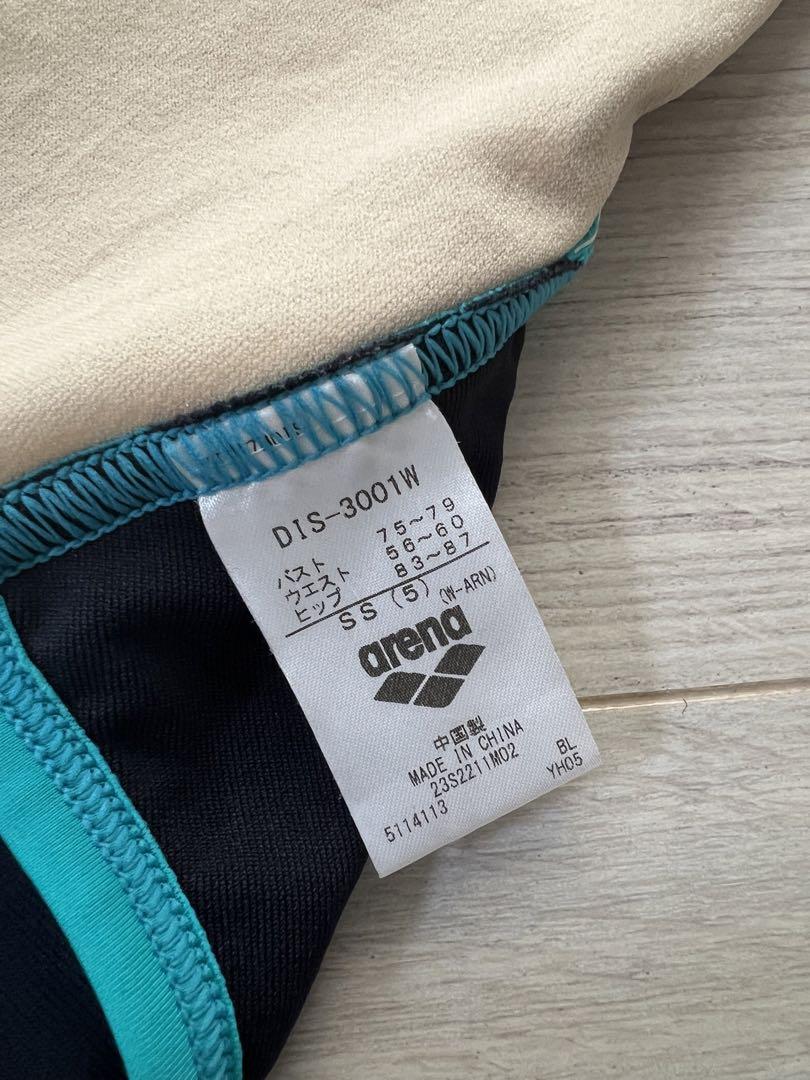 DIS-3001W
バスト 75~79
ウエスト 56~60
ヒップ 83~87
SS (5) (W-ARN)
arena
中国製
MADE IN CHINA
23S2211M02 BL
5114113 YH05